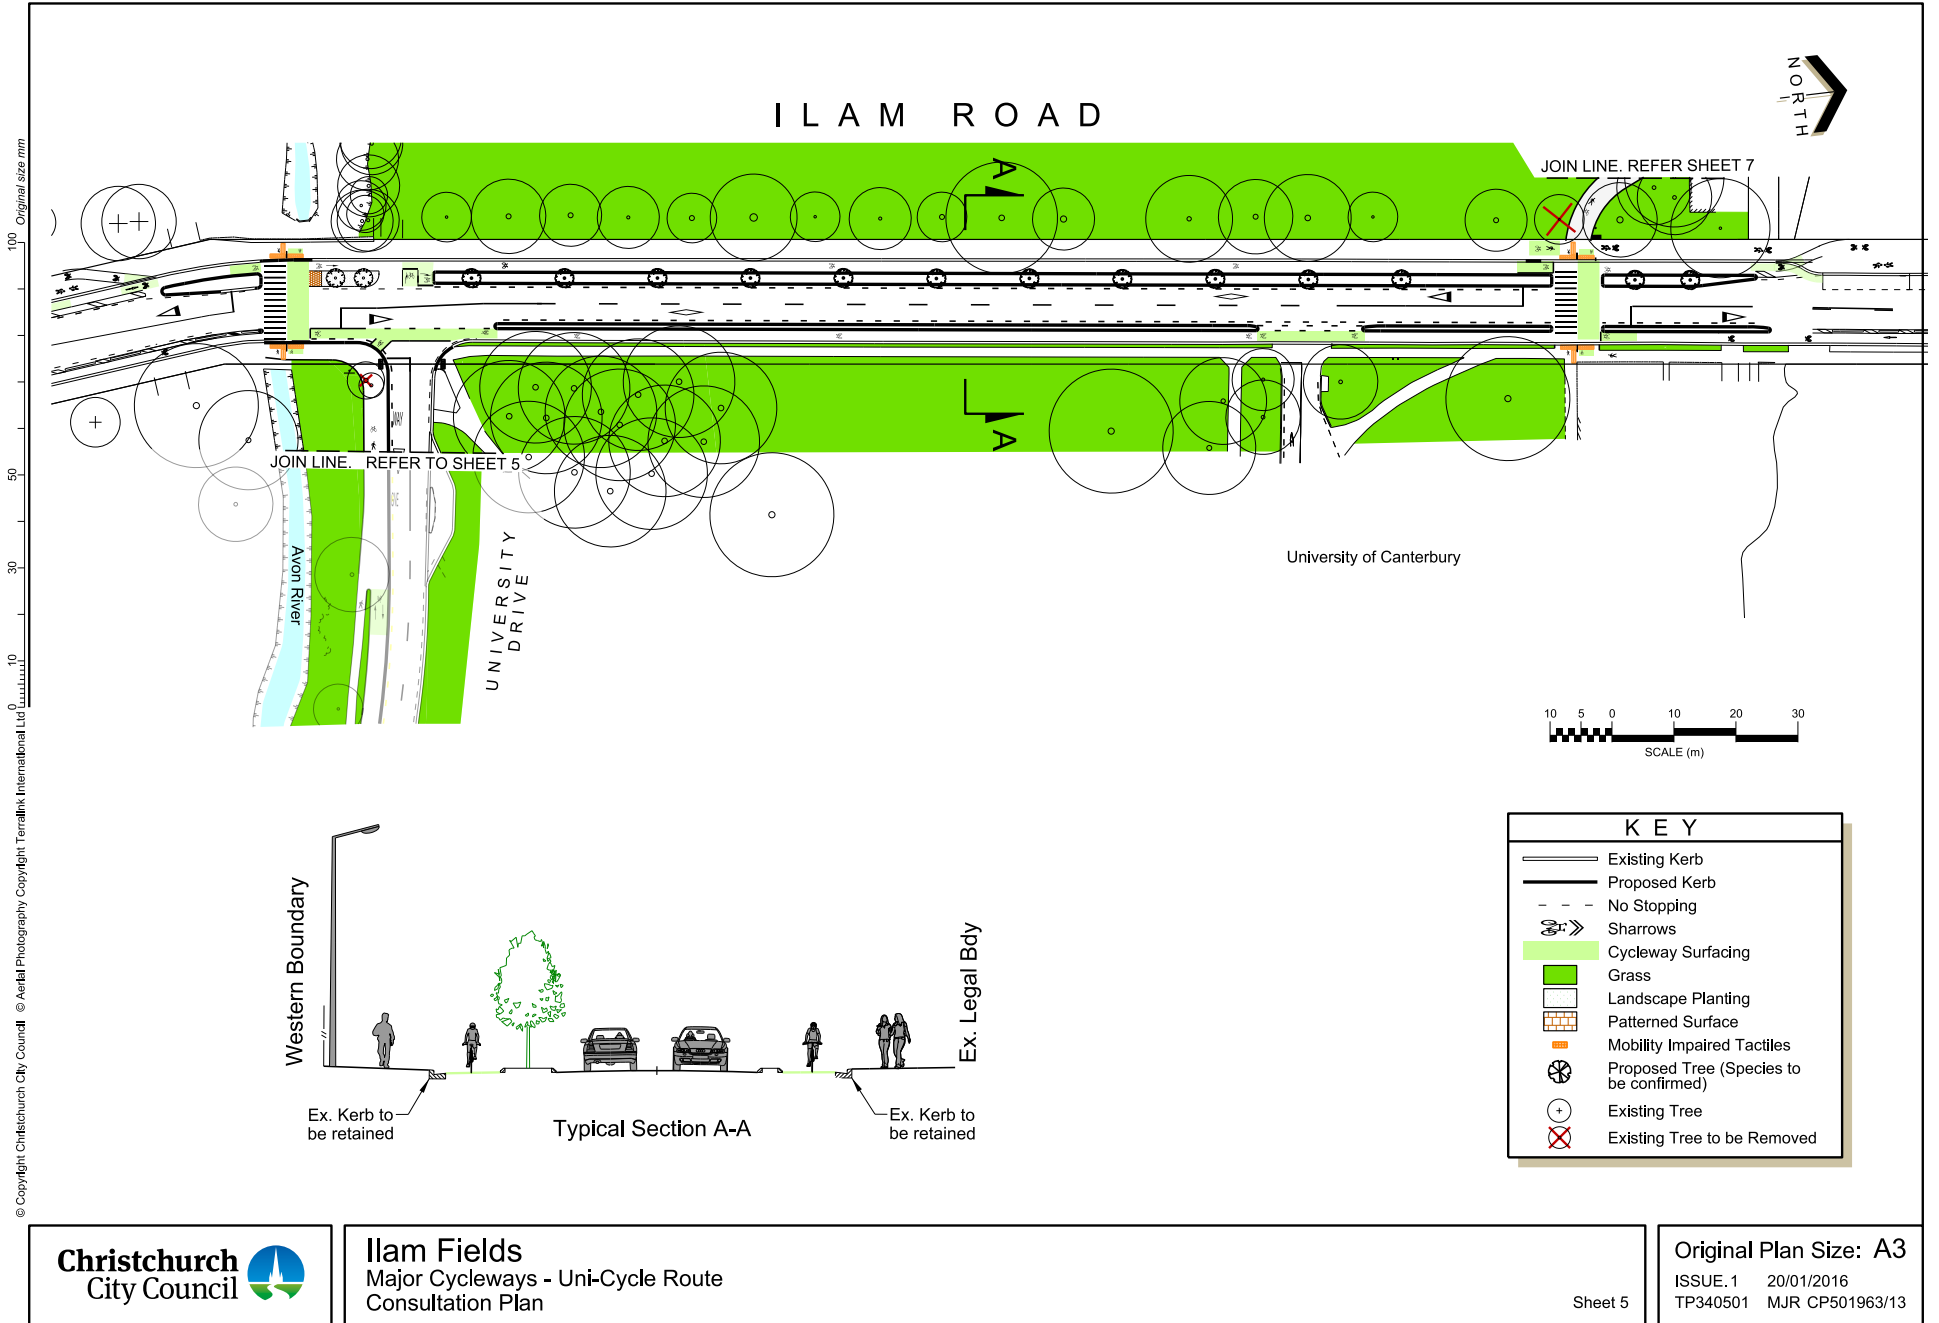 ILAM ROAD
NORTH
Original size mm
100
50
30
10
0
© Copyright Christchurch City Council © Aerial Photography Copyright Terralink International Ltd
JOIN LINE. REFER SHEET 7
A
A
WAY
GIVE
JOIN LINE. REFER TO SHEET 5
Avon River
UNIVERSITY
DRIVE
University of Canterbury
10 5 0 10 20 30
SCALE (m)
KEY
Existing Kerb
Proposed Kerb
No Stopping
Sharrows
Cycleway Surfacing
Grass
Landscape Planting
Patterned Surface
Mobility Impaired Tactiles
Proposed Tree (Species to
be confirmed)
Existing Tree
Existing Tree to be Removed
Western Boundary
Ex. Legal Bdy
Ex. Kerb to
be retained
Typical Section A-A
Ex. Kerb to
be retained
Christchurch
City Council
Ilam Fields
Major Cycleways - Uni-Cycle Route
Consultation Plan
Sheet 5
Original Plan Size: A3
ISSUE.1 20/01/2016
TP340501 MJR CP501963/13